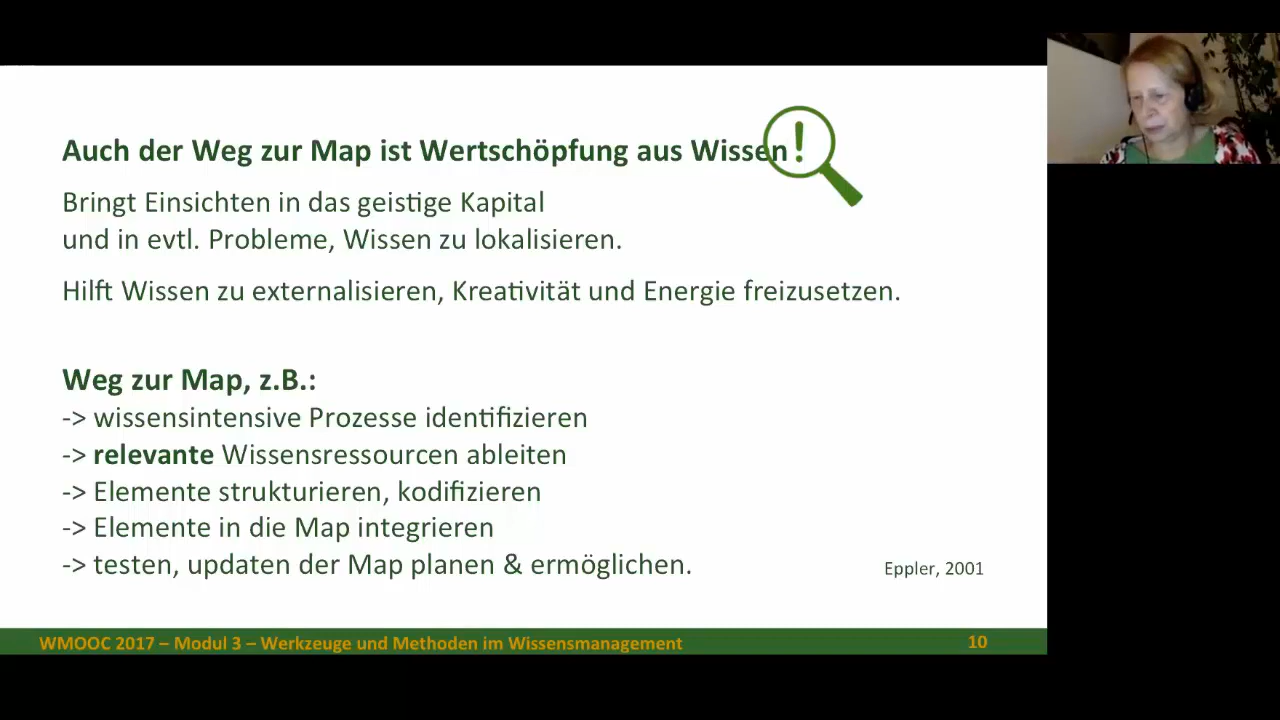 Auch der Weg zur Map ist Wertschöpfung aus Wissen
!
Bringt Einsichten in das geistige Kapital
und in evtl. Probleme, Wissen zu lokalisieren.
Hilft Wissen zu externalisieren, Kreativität und Energie freizusetzen.
Weg zur Map, z.B.:
-> wissensintensive Prozesse identifizieren
-> relevante Wissensressourcen ableiten
-> Elemente strukturieren, kodifizieren
-> Elemente in die Map integrieren
-> testen, updaten der Map planen & ermöglichen.
Eppler, 2001
WMOOC 2017 – Modul 3 – Werkzeuge und Methoden im Wissensmanagement
10